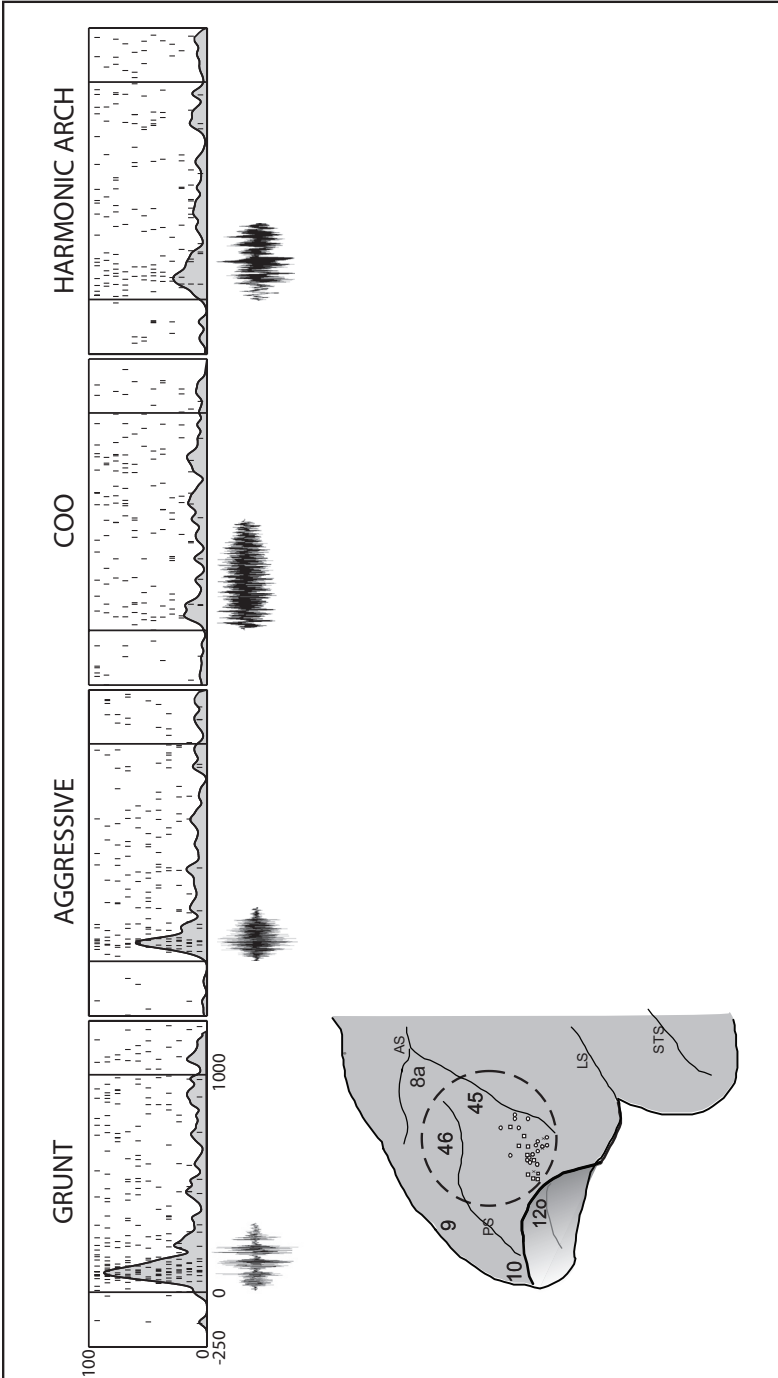 GRUNT
AGGRESSIVE
COO
HARMONIC ARCH
100
0
-250
0
1000
9
46
8a
AS
45
PS
10
12o
LS
STS